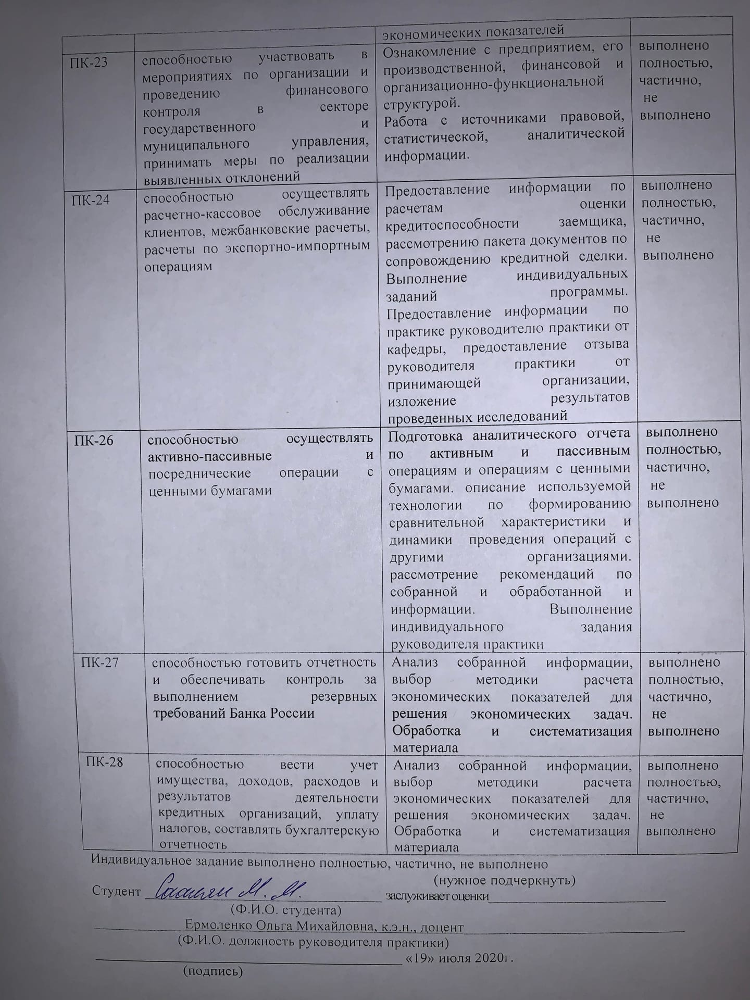 экономических показателей
ПК-23
способностью участвовать в
мероприятиях по организации и
проведению финансового
контроля в секторе
государственного и
муниципального управления,
принимать меры по реализации
выявленных отклонений
Ознакомление с предприятием, его
производственной, финансовой и
организационно-функциональной
структурой.
Работа с источниками правовой,
статистической, аналитической
информации.
выполнено
полностью,
частично,
не
выполнено
ПК-24
способностью осуществлять
расчетно-кассовое обслуживание
клиентов, межбанковские расчеты,
расчеты по экспортно-импортным
операциям
Предоставление информации по
расчетам оценки
кредитоспособности заемщика,
рассмотрению пакета документов по
сопровождению кредитной сделки.
Выполнение индивидуальных
заданий программы.
Предоставление информации по
практике руководителю практики от
кафедры, предоставление отзыва
руководителя практики от
принимающей организации,
изложение результатов
проведенных исследований
выполнено
полностью,
частично,
не
выполнено
ПК-26
способностью осуществлять
активно-пассивные и
посреднические операции с
ценными бумагами
Подготовка аналитического отчета
по активным и пассивным
операциям и операциям с ценными
бумагами. описание используемой
технологии по формированию
сравнительной характеристики и
динамики проведения операций с
другими организациями.
рассмотрение рекомендаций по
собранной и обработанной и
информации. Выполнение
индивидуального задания
руководителя практики
выполнено
полностью,
частично,
не
выполнено
ПК-27
способностью готовить отчетность
и обеспечивать контроль за
выполнением резервных
требований Банка России
Анализ собранной информации,
выбор методики расчета
экономических показателей для
решения экономических задач.
Обработка и систематизация
материала
выполнено
полностью,
частично,
не
выполнено
ПК-28
способностью вести учет
имущества, доходов, расходов и
результатов деятельности
кредитных организаций, уплату
налогов, составлять бухгалтерскую
отчетность
Анализ собранной информации,
выбор методики расчета
экономических показателей для
решения экономических задач.
Обработка и систематизация
материала
выполнено
полностью,
частично,
не
выполнено
Индивидуальное задание выполнено полностью, частично, не выполнено
(нужное подчеркнуть)
Студент М. М. заслуживает оценки
(Ф.И.О. студента)
Ермоленко Ольга Михайловна, к.э.н., доцент
(Ф.И.О. должность руководителя практики)
«19» июля 2020г.
(подпись)